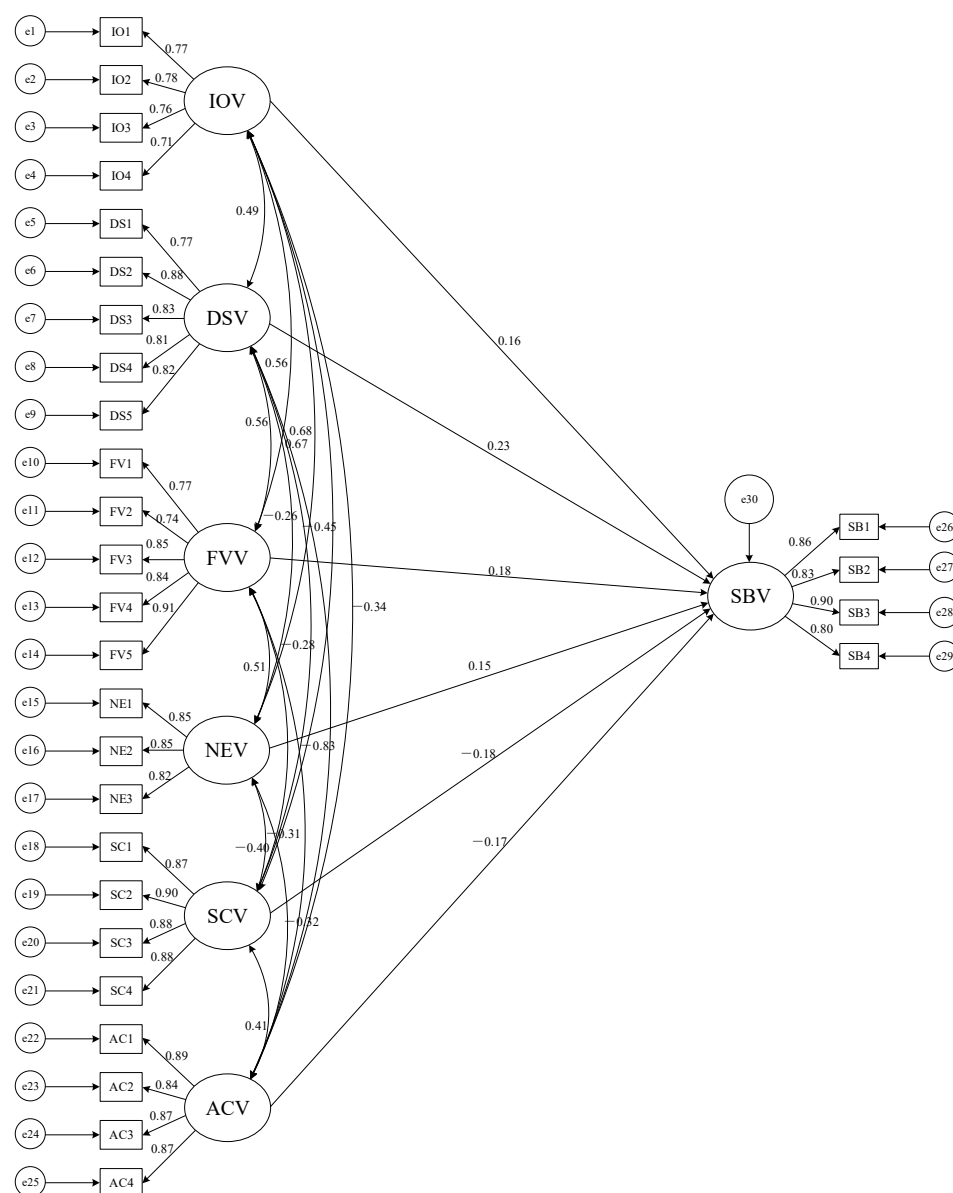 e1 IO1 0.77
e2 IO2 0.78
IOV
e3 IO3 0.76
e4 IO4 0.71
0.49
e5 DS1 0.77
e6 DS2 0.88
e7 DS3 0.83
DSV
e8 DS4 0.81
e9 DS5 0.82
0.16
0.56
0.56
0.68
0.67
0.23
e10 FV1 0.77
e11 FV2 0.74
e12 FV3 0.85
FVV
e13 FV4 0.84
e14 FV5 0.91
−0.26
−0.45
0.18
−0.34
e30
SBV
0.86 SB1 e26
0.83 SB2 e27
0.90 SB3 e28
0.80 SB4 e29
0.51
−0.28
0.15
e15 NE1 0.85
e16 NE2 0.85
NEV
e17 NE3 0.82
−0.83
−0.18
−0.31
−0.40
−0.17
e18 SC1 0.87
e19 SC2 0.90
SCV
e20 SC3 0.88
e21 SC4 0.88
−0.32
0.41
e22 AC1 0.89
e23 AC2 0.84
ACV
e24 AC3 0.87
e25 AC4 0.87